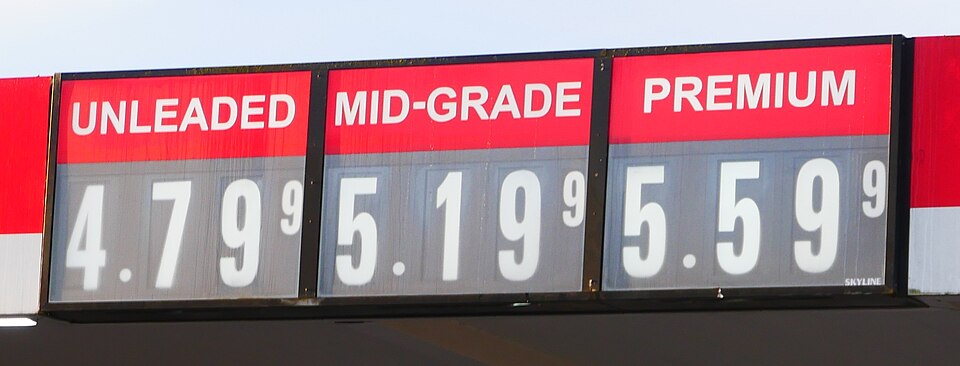 UNLEADED
4.79 9
MID-GRADE
5.19 9
PREMIUM
5.59 9
SKYLINE